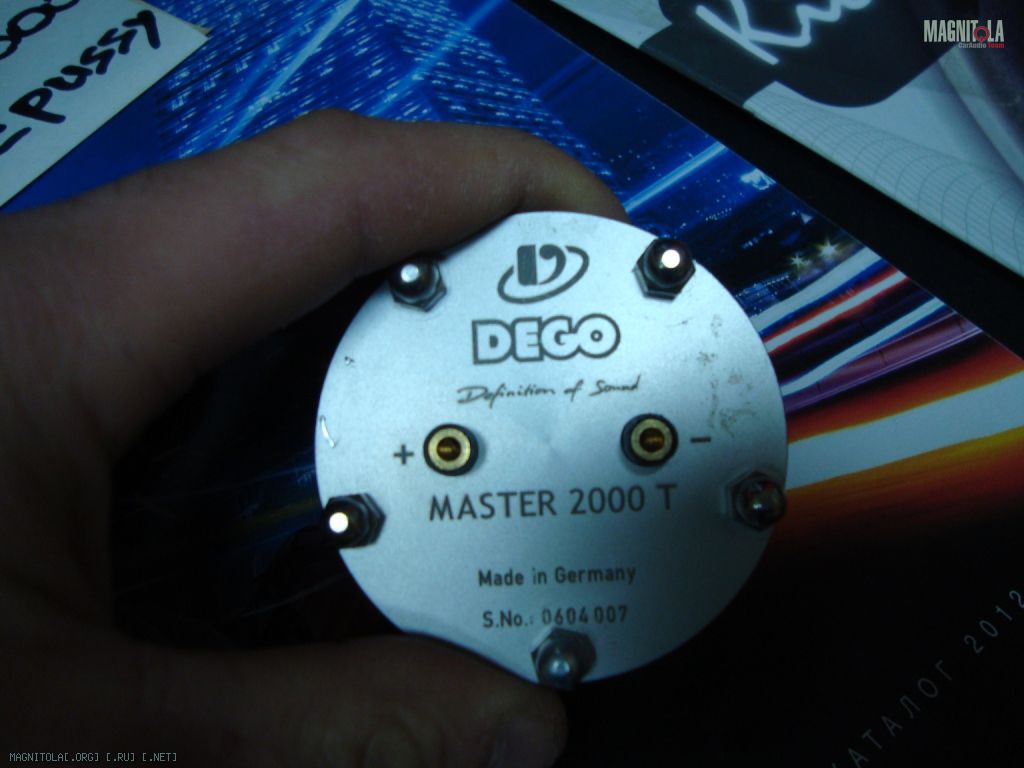 pussy
MAGNITOLA
CarAudio Team
DEGO
Definition of Sound
+
-
MASTER 2000 T
Made in Germany
S.No.: 0604007
КАТАЛОГ 2012
MAGNITOLA[.ORG] [.RU] [.NET]